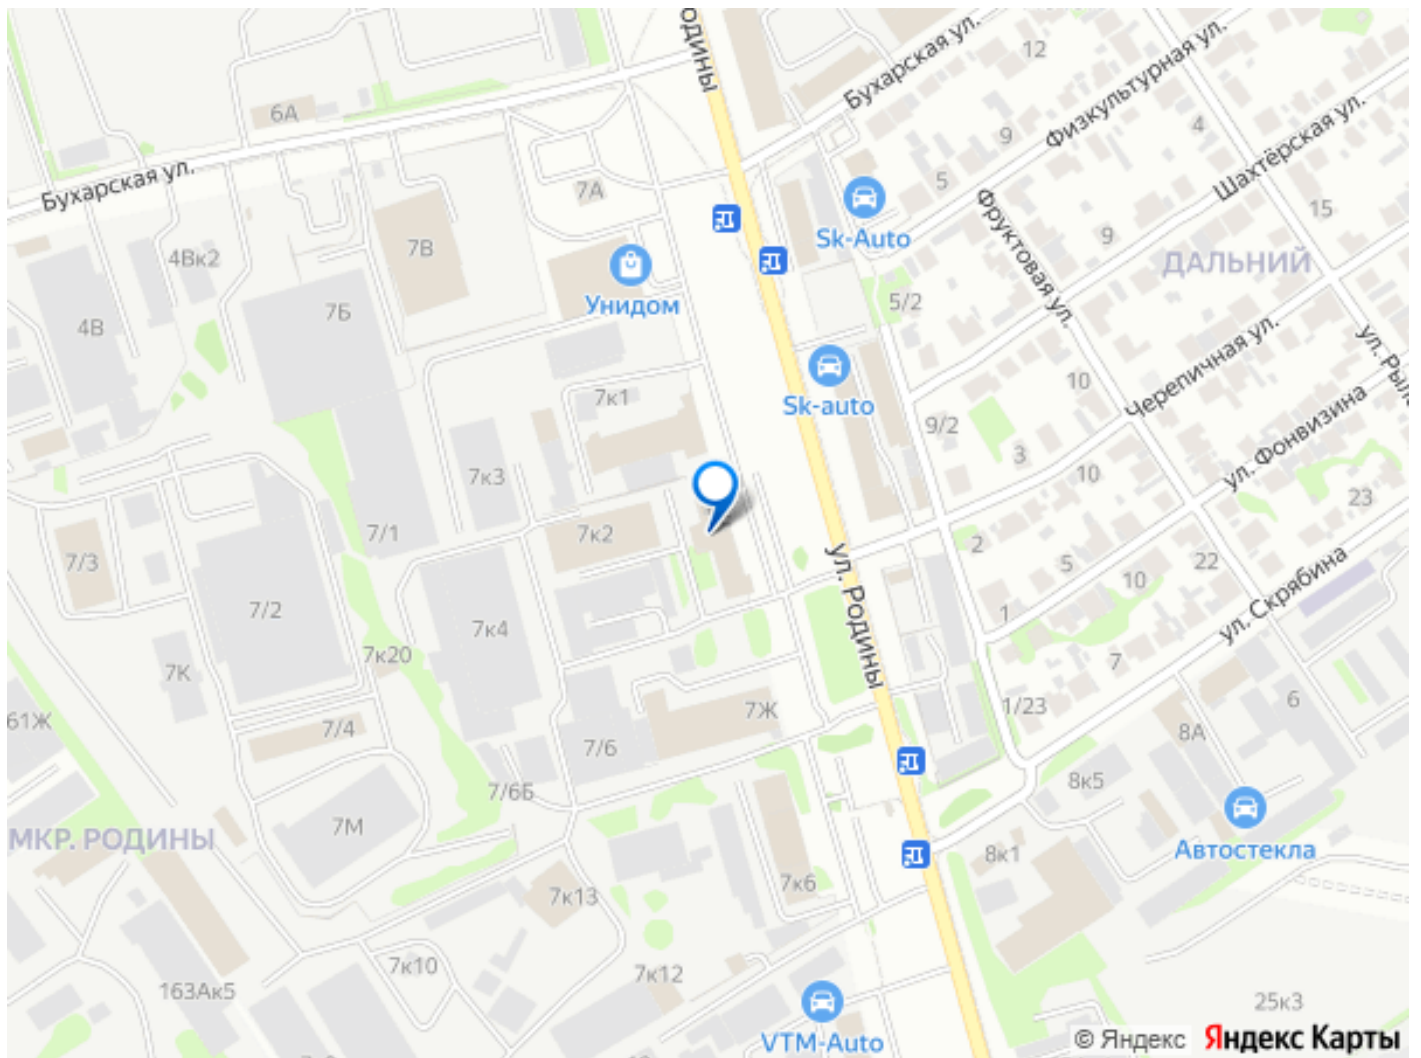 Родины
Бухарская ул.
12
Физкультурная ул.
6А
9
4
Шахтёрская ул.
Бухарская ул.
7А
5
Фруктовая ул.
15
Sk-Auto
9
4Вк2
7В
ДАЛЬНИЙ
Унидом
5/2
7Б
4В
Черепичная ул.
ул. Рыл
Sk-auto
10
7к1
9/2
ул. Фонвизина
3
10
7к3
23
7/1
7к2
2
ул. Родины
7/3
5
22
10
ул. Скрябина
7/2
1
7к4
7к20
7К
7
61Ж
7Ж
1/23
6
7/4
7/6
8А
8к5
7/6Б
7М
МКР. РОДИНЫ
Автостекла
8к1
7к6
7к13
7к10
7к12
163Ак5
25к3
VTM-Auto
© Яндекс Яндекс Карты